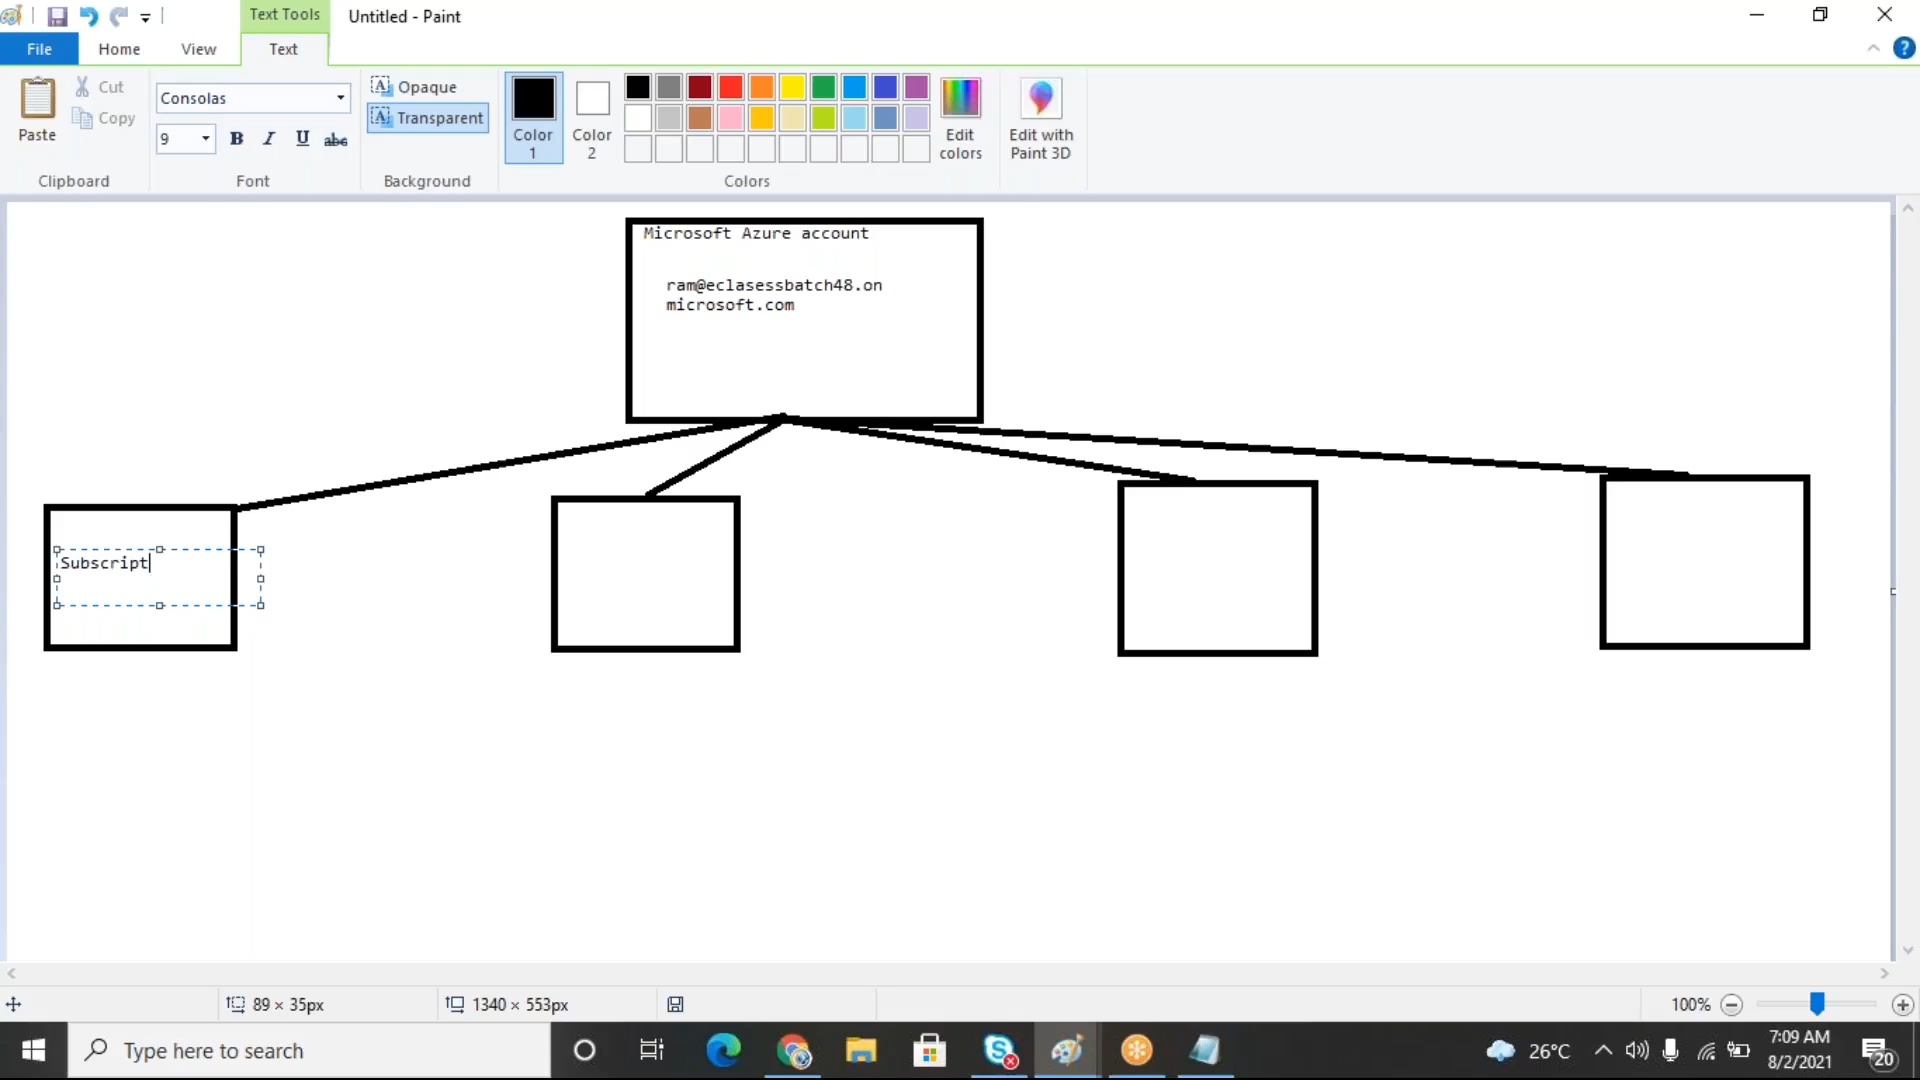 Text Tools
Untitled - Paint
File
Home
View
Text
Paste
Cut
Copy
Clipboard
Consolas
9
B
I
U
abc
Font
Opaque
Transparent
Background
Color
1
Color
2
Edit
colors
Colors
Edit with
Paint 3D
Microsoft Azure account
ram@eclasessbatch48.on
microsoft.com
Subscript
89 × 35px
1340 × 553px
100%
Type here to search
26°C
7:09 AM
8/2/2021
20